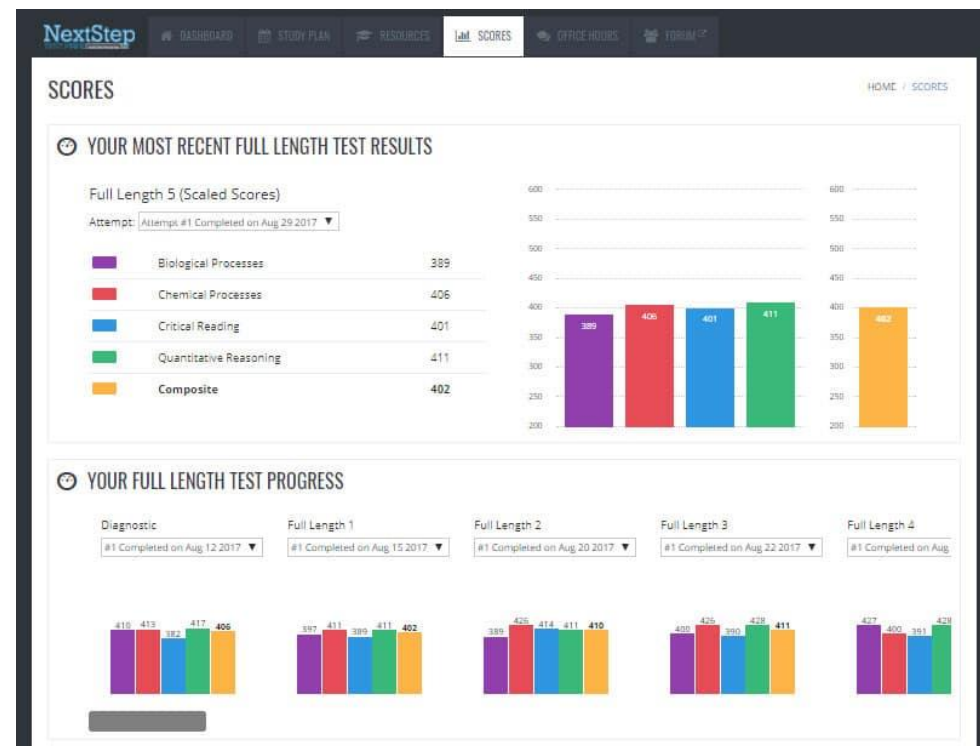 NextStep
DASHBOARD STUDY PLAN RESOURCES SCORES OFFICE HOURS FORUM
SCORES
HOME / SCORES
YOUR MOST RECENT FULL LENGTH TEST RESULTS
Full Length 5 (Scaled Scores)
Attempt: Attempt #1 Completed on Aug 29 2017
Biological Processes 389
Chemical Processes 406
Critical Reading 401
Quantitative Reasoning 411
Composite 402
600
550
500
450
400
350
300
250
200
389 406 401 411
600
550
500
450
400
350
300
250
200
402
YOUR FULL LENGTH TEST PROGRESS
Diagnostic Full Length 1 Full Length 2 Full Length 3 Full Length 4
#1 Completed on Aug 12 2017 #1 Completed on Aug 15 2017 #1 Completed on Aug 20 2017 #1 Completed on Aug 22 2017 #1 Completed on Aug
410 413 382 417 406
397 411 389 411 402
389 426 414 411 410
400 426 390 428 411
427 400 391 428